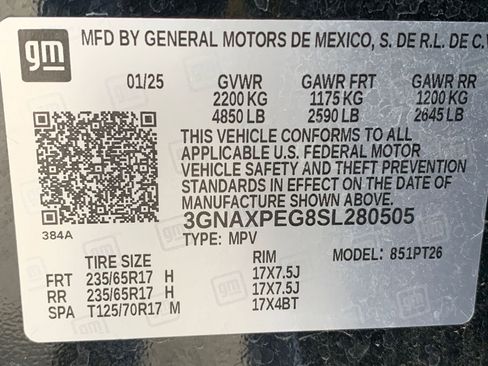 gm MFD BY GENERAL MOTORS DE MEXICO, S. DE R.L. DE C.V
01/25 GVWR GAWR FRT GAWR RR
2200 KG 1175 KG 1200 KG
4850 LB 2590 LB 2645 LB
THIS VEHICLE CONFORMS TO ALL
APPLICABLE U.S. FEDERAL MOTOR
VEHICLE SAFETY AND THEFT PREVENTION
STANDARDS IN EFFECT ON THE DATE OF
MANUFACTURE SHOWN ABOVE.
3GNAXPEG8SL280505
384A TYPE: MPV
TIRE SIZE RIM MODEL: 851PT26
FRT 235/65R17 H 17X7.5J
RR 235/65R17 H 17X7.5J
SPA T125/70R17 M 17X4BT